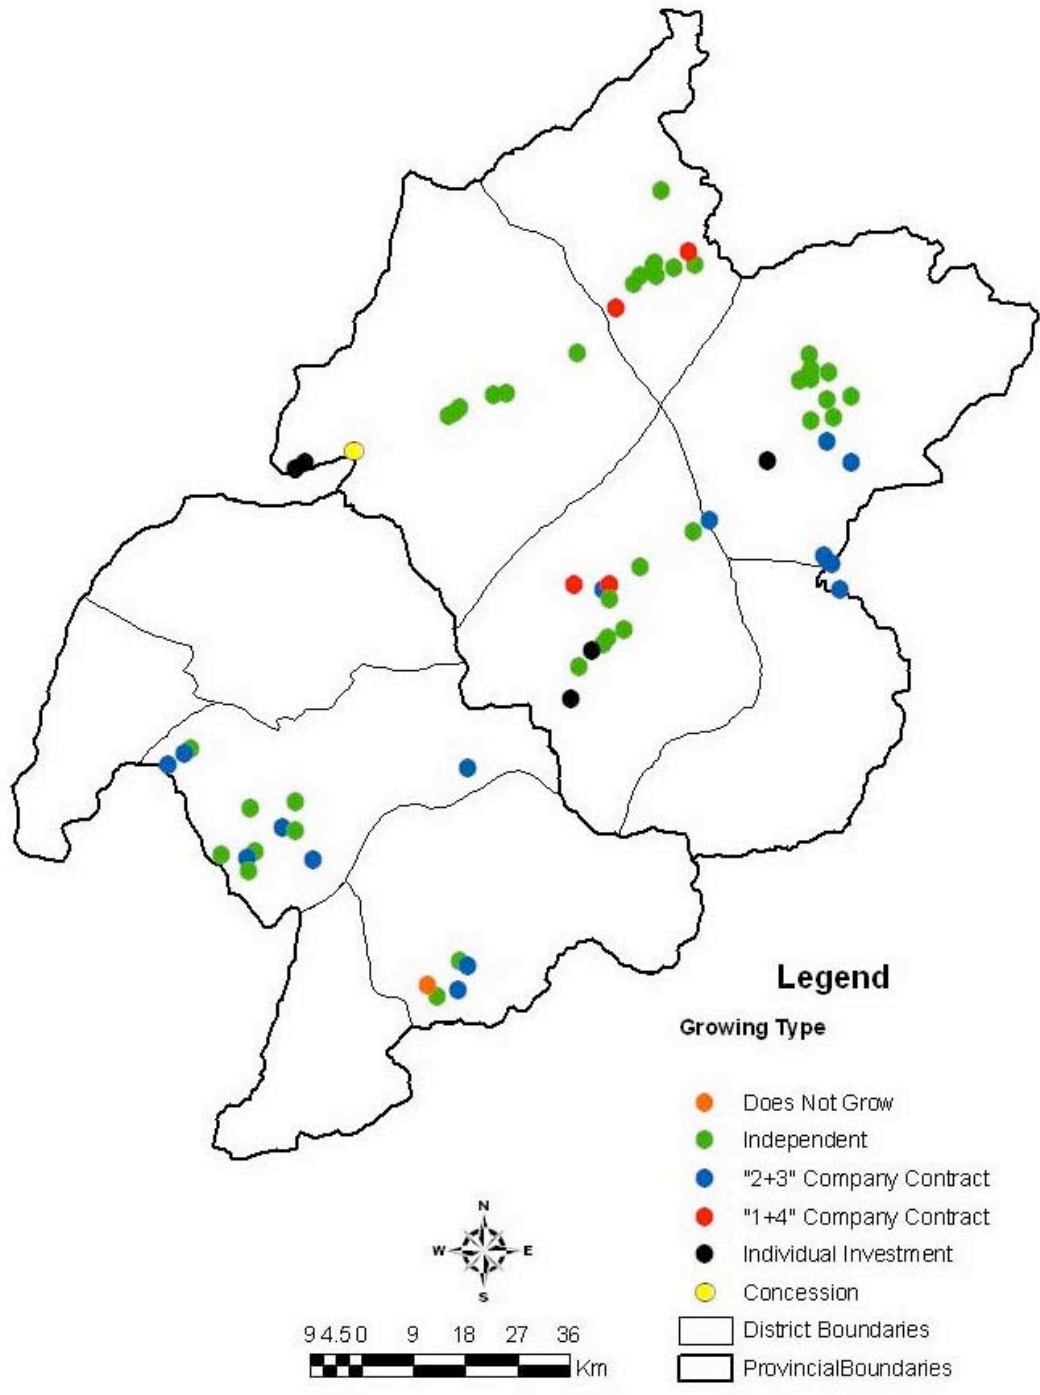 Legend
Growing Type
Does Not Grow
Independent
"2+3" Company Contract
"1+4" Company Contract
Individual Investment
Concession
District Boundaries
ProvincialBoundaries
N
W E
S
9 4.5 0 9 18 27 36
Km